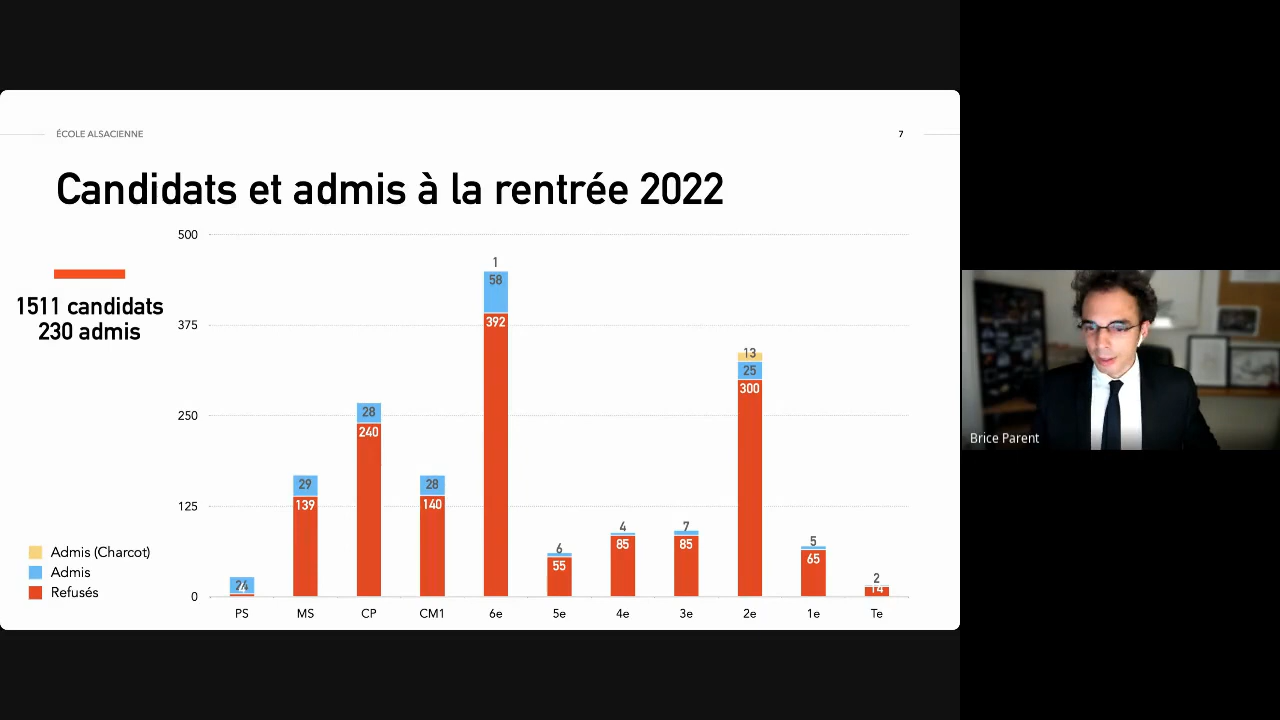 ÉCOLE ALSACIENNE
7
Candidats et admis à la rentrée 2022
1511 candidats
230 admis
500
375
250
125
0
24
29
139
28
240
28
140
1
58
392
6
55
4
85
7
85
13
25
300
5
65
2
14
PS
MS
CP
CM1
6e
5e
4e
3e
2e
1e
Te
Admis (Charcot)
Admis
Refusés
Brice Parent